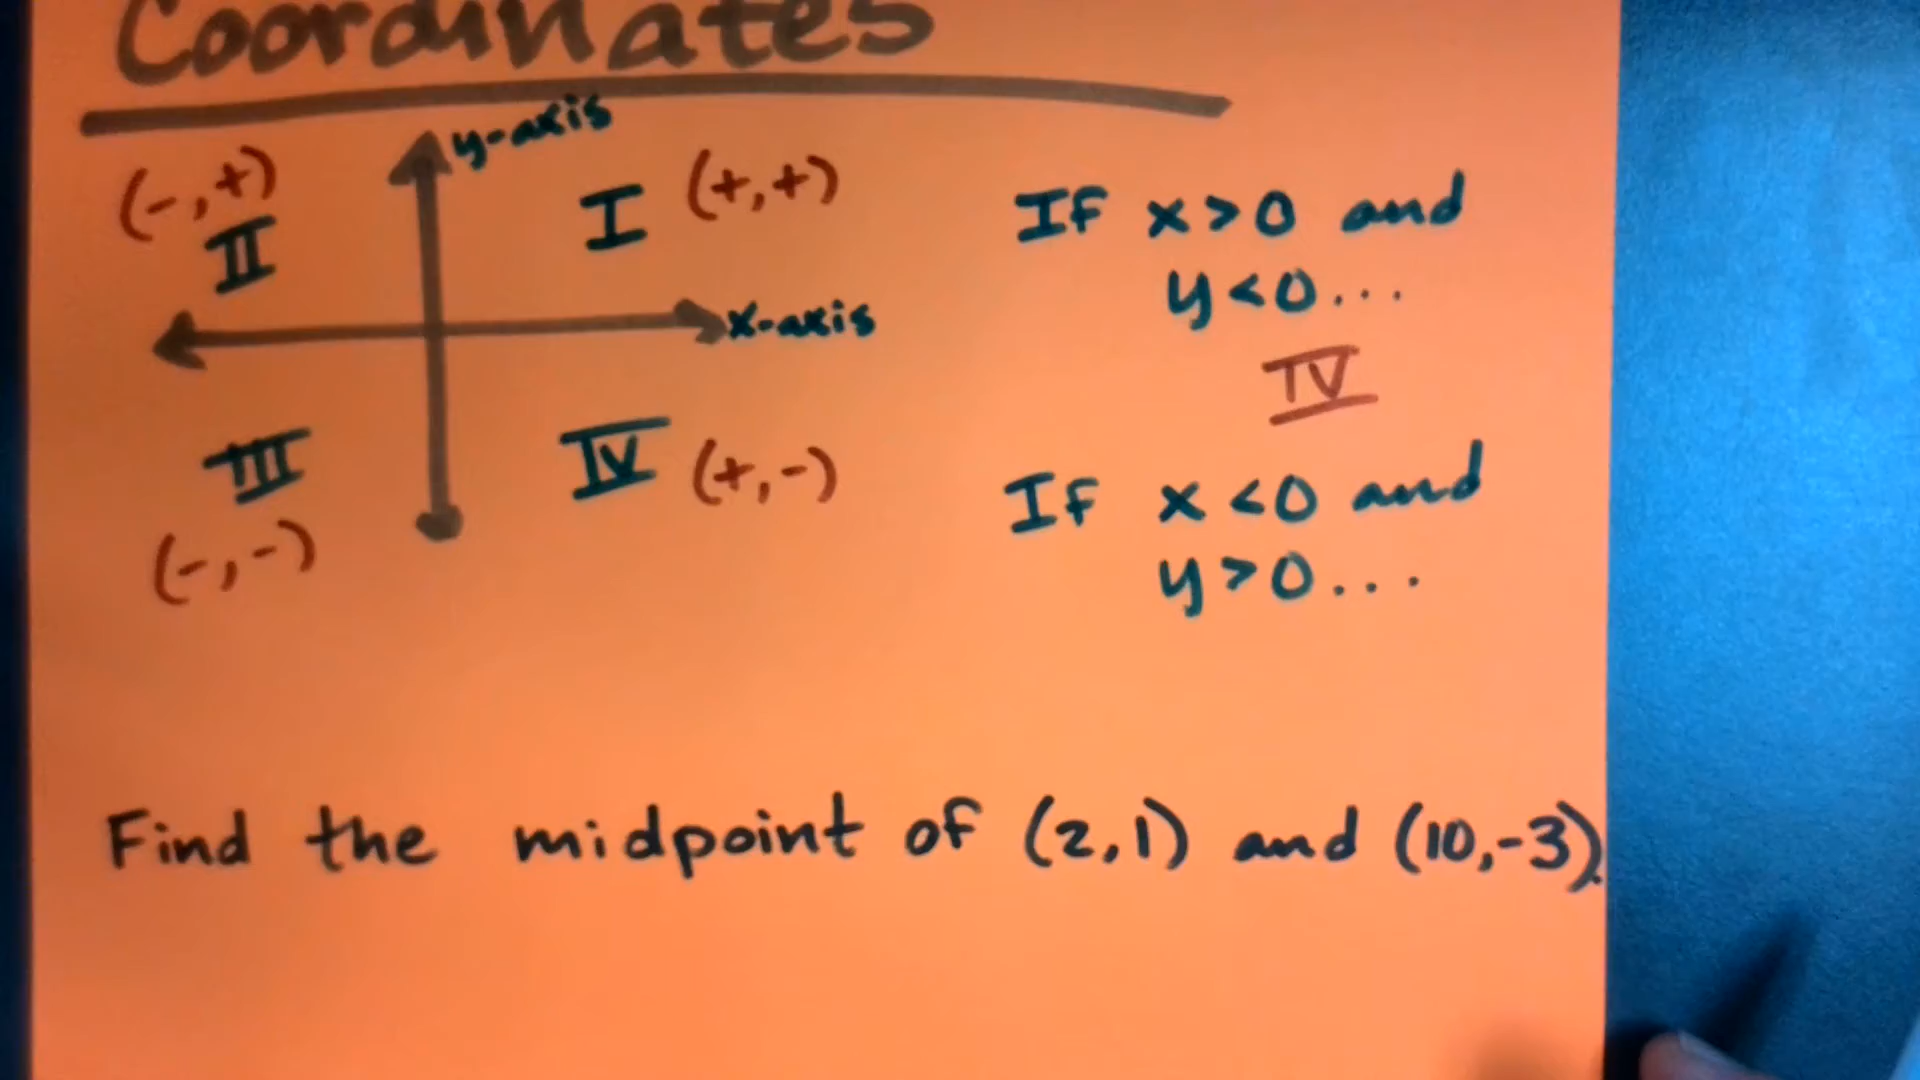 Coordinates
y-axis
(-,+)
II
I (+,+)
x-axis
III
(-,-)
IV (+,-)
If x>0 and
y<0...
IV
If x<0 and
y>0...
Find the midpoint of (2,1) and (10,-3).